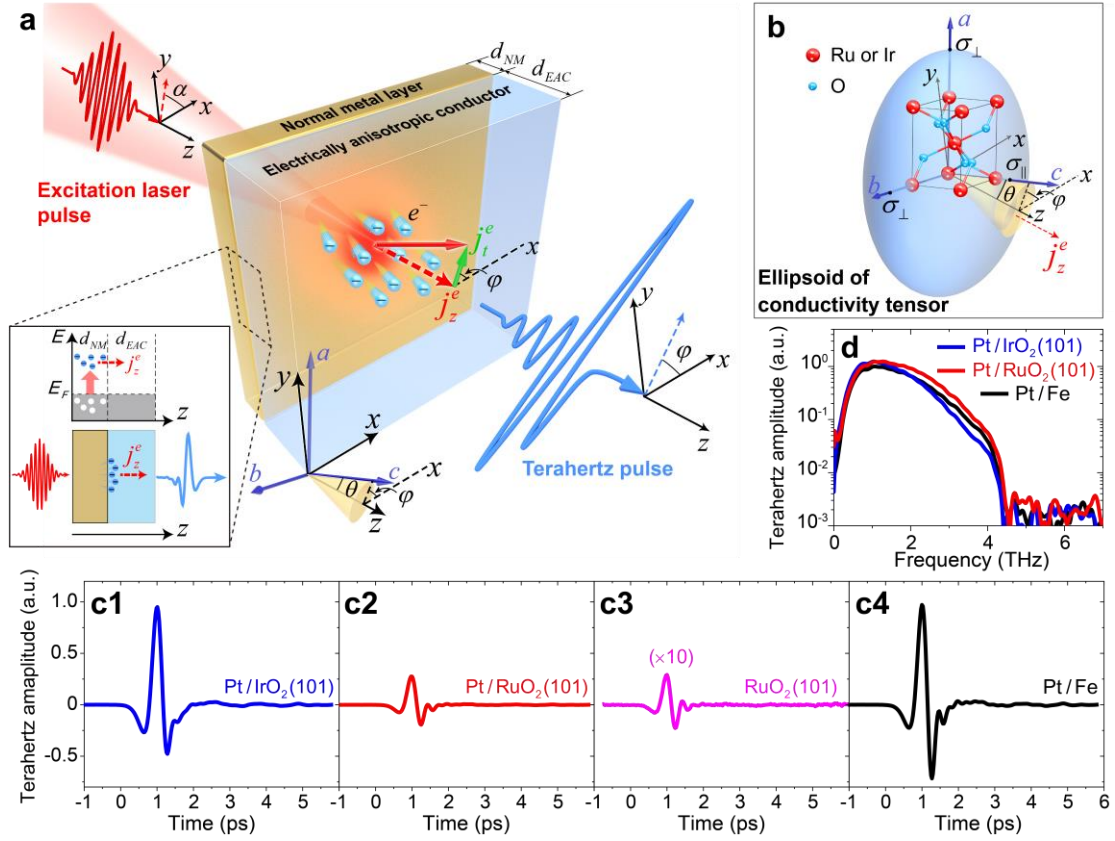 a
y
α
x
z
Excitation laser
pulse
d_NM
d_EAC
Normal metal layer
Electrically anisotropic conductor
e⁻
j_t^e
j_z^e
x
φ
y
φ
x
z
Terahertz pulse
a
y
x
b
c
x
θ
φ
z
E
d_NM
d_EAC
j_z^e
E_F
z
j_z^e
z
b
a
σ⊥
Ru or Ir
O
y
x
σ∥
c
x
b
θ
φ
σ⊥
z
j_z^e
Ellipsoid of
conductivity tensor
d
Pt/IrO₂(101)
Pt/RuO₂(101)
Pt/Fe
Terahertz amplitude (a.u.)
10⁰
10⁻¹
10⁻²
10⁻³
0 2 4 6
Frequency (THz)
Terahertz amaplitude (a.u.)
1.0
0.5
0
-0.5
c1
Pt/IrO₂(101)
-1 0 1 2 3 4 5
Time (ps)
c2
Pt/RuO₂(101)
-1 0 1 2 3 4 5
Time (ps)
c3
(×10)
RuO₂(101)
-1 0 1 2 3 4 5 6
Time (ps)
c4
Pt/Fe
-1 0 1 2 3 4 5 6
Time (ps)